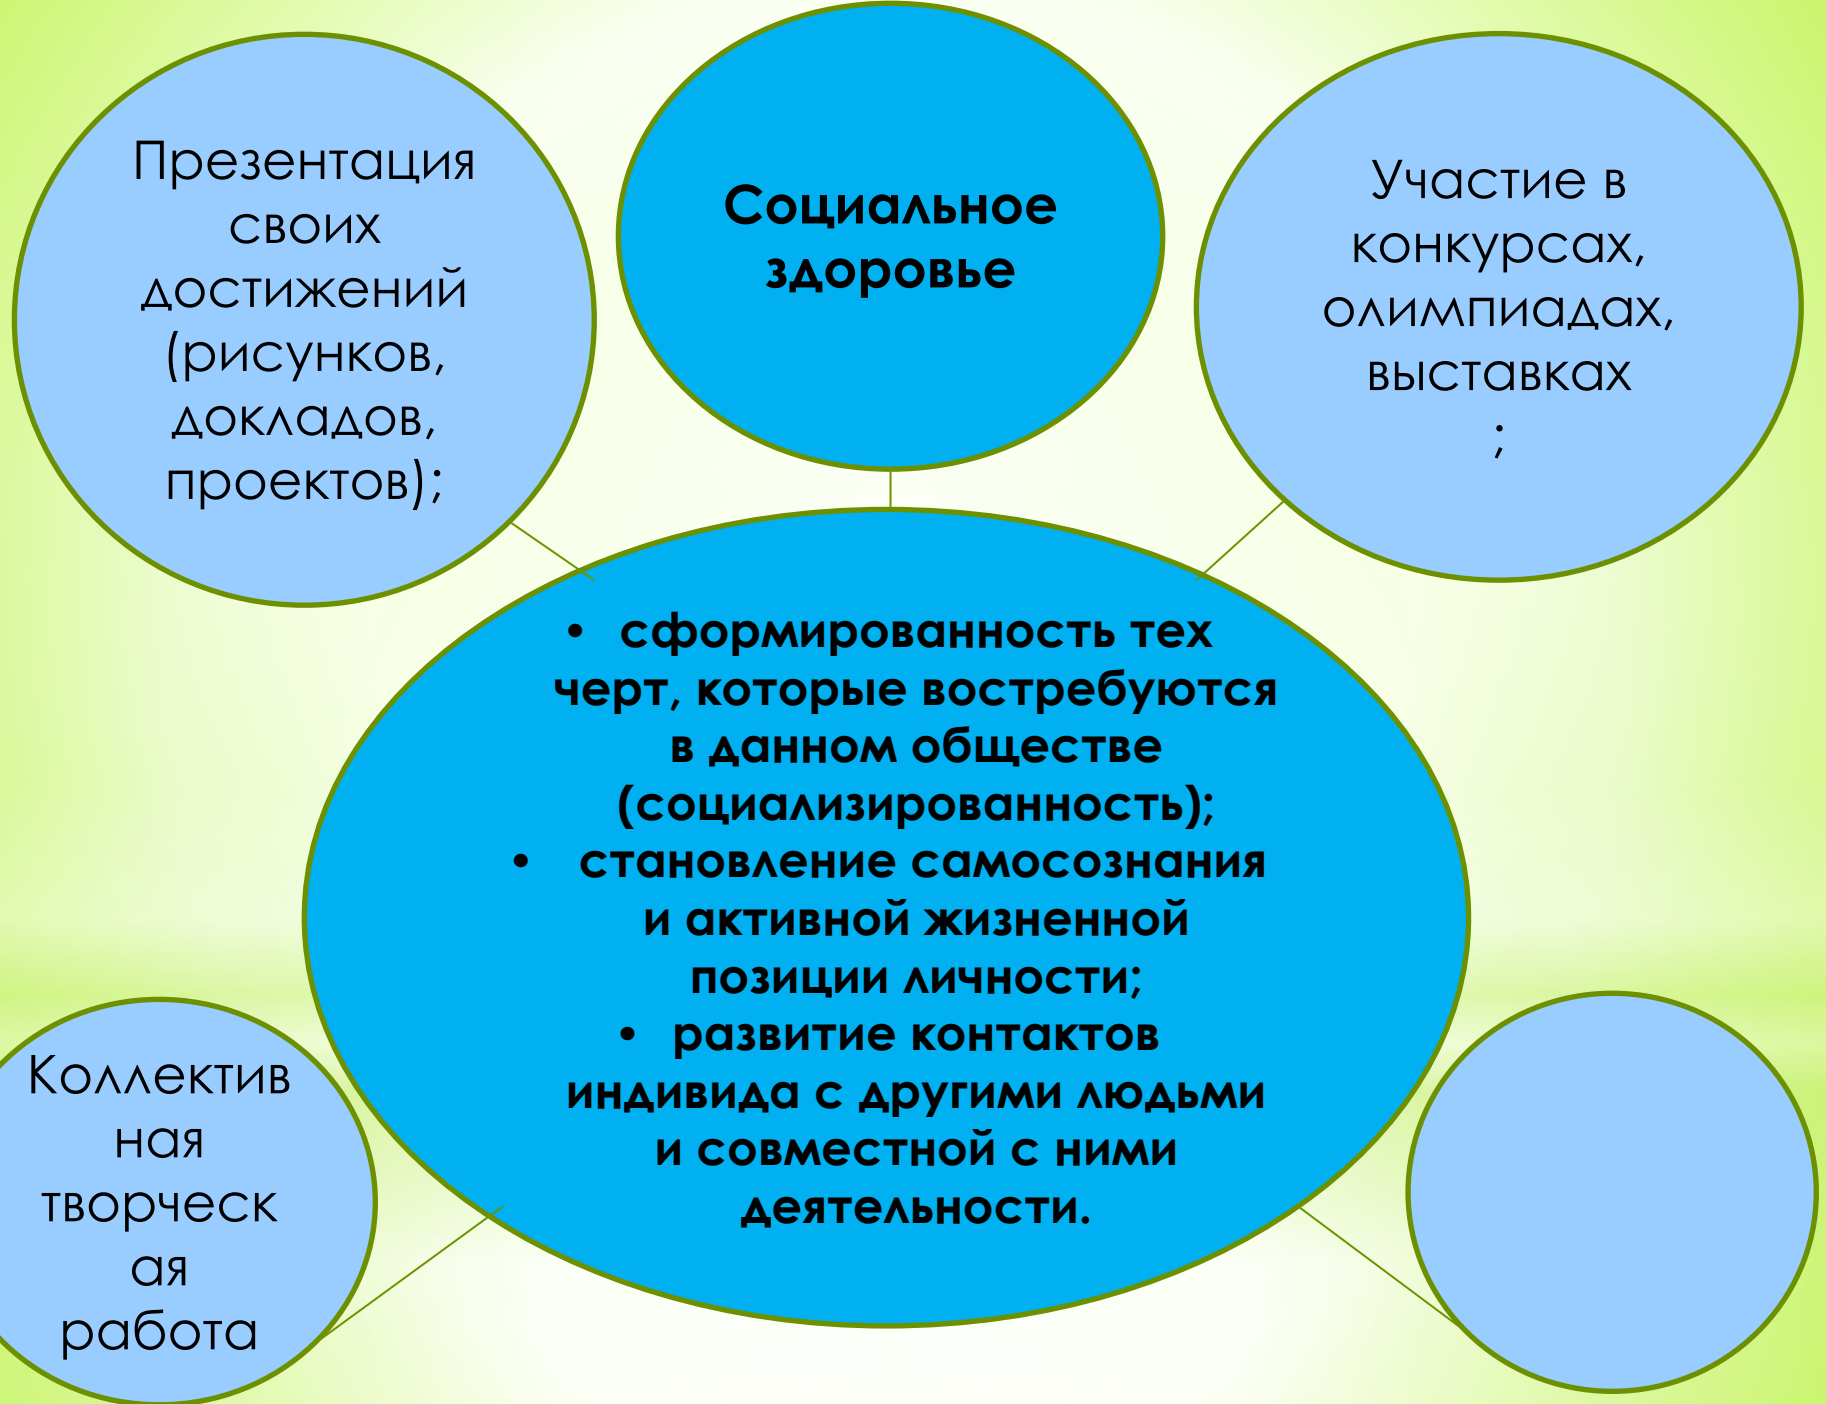 Презентация
своих
достижений
(рисунков,
докладов,
проектов);
Социальное
здоровье
Участие в
конкурсах,
олимпиадах,
выставках
;
• сформированность тех
черт, которые востребуются
в данном обществе
(социализированность);
• становление самосознания
и активной жизненной
позиции личности;
• развитие контактов
индивида с другими людьми
и совместной с ними
деятельности.
Коллектив
ная
творческ
ая
работа